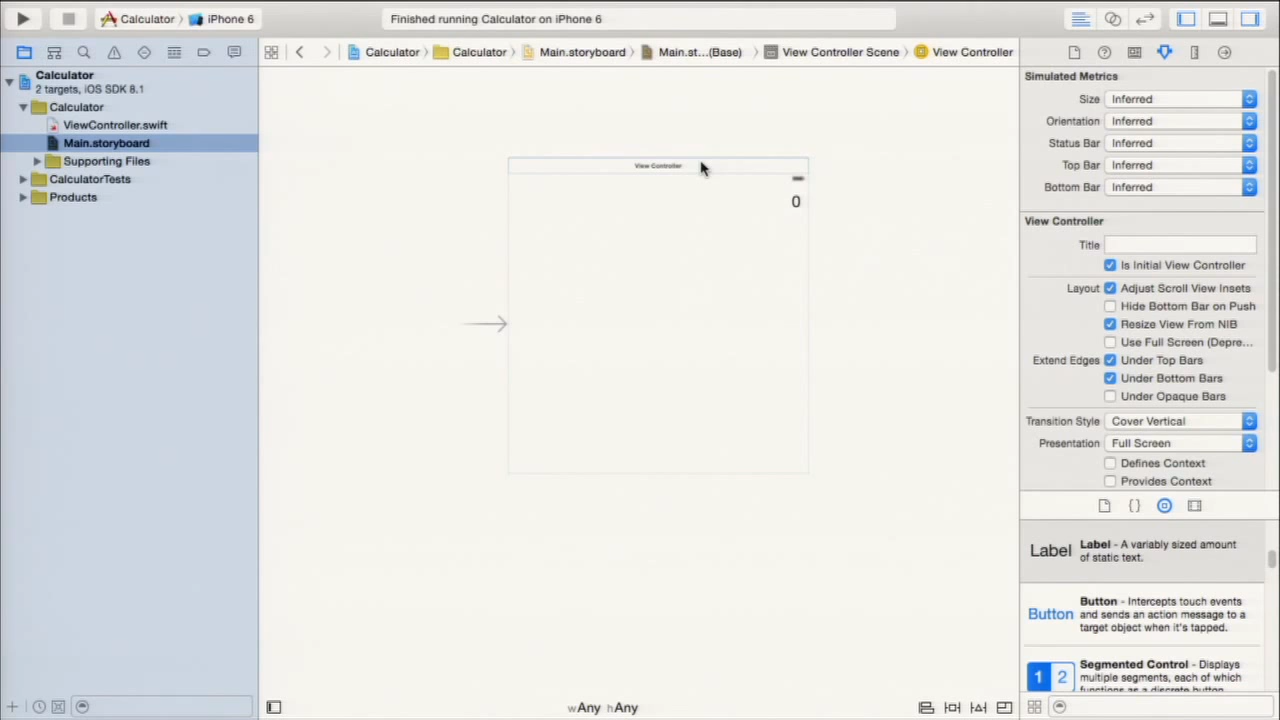 Calculator
iPhone 6
Finished running Calculator on iPhone 6
Calculator
Calculator
Main.storyboard
Main.st...(Base)
View Controller Scene
View Controller
Calculator
2 targets, iOS SDK 8.1
Calculator
ViewController.swift
Main.storyboard
Supporting Files
CalculatorTests
Products
View Controller
0
Simulated Metrics
Size Inferred
Orientation Inferred
Status Bar Inferred
Top Bar Inferred
Bottom Bar Inferred
View Controller
Title
Is Initial View Controller
Layout Adjust Scroll View Insets
Hide Bottom Bar on Push
Resize View From NIB
Use Full Screen (Depre...
Extend Edges Under Top Bars
Under Bottom Bars
Under Opaque Bars
Transition Style Cover Vertical
Presentation Full Screen
Defines Context
Provides Context
{ }
Label
Label - A variably sized amount
of static text.
Button
Button - Intercepts touch events
and sends an action message to a
target object when it's tapped.
1 2
Segmented Control - Displays
multiple segments, each of which
functions as a discrete button.
wAny hAny